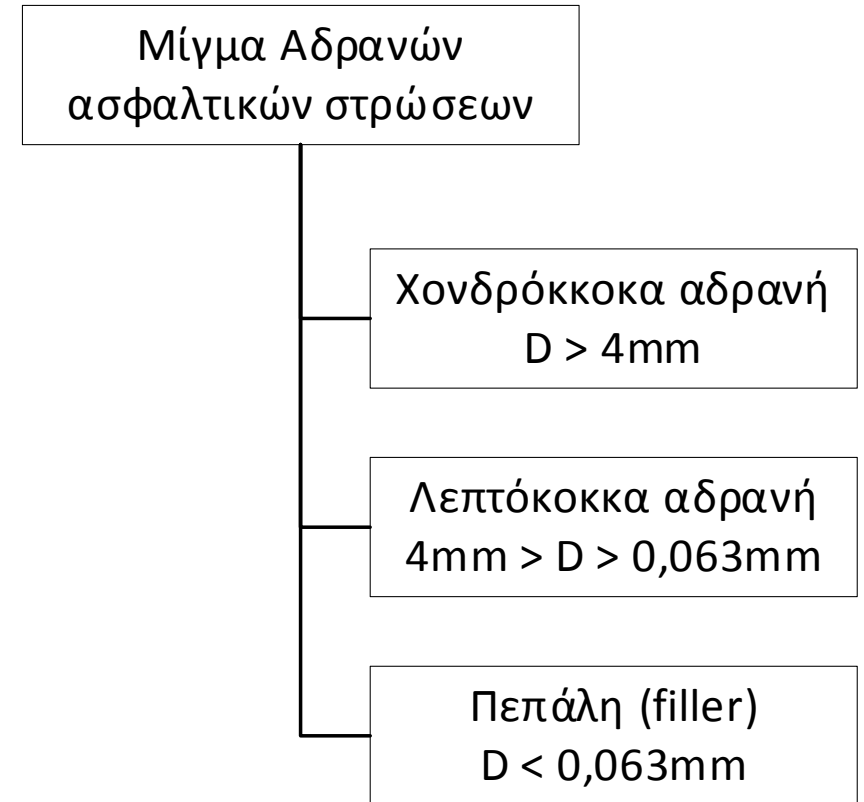 Μίγμα Αδρανών
ασφαλτικών στρώσεων
Χονδρόκκοκα αδρανή
D > 4mm
Λεπτόκοκκα αδρανή
4mm > D > 0,063mm
Πεπάλη (filler)
D < 0,063mm